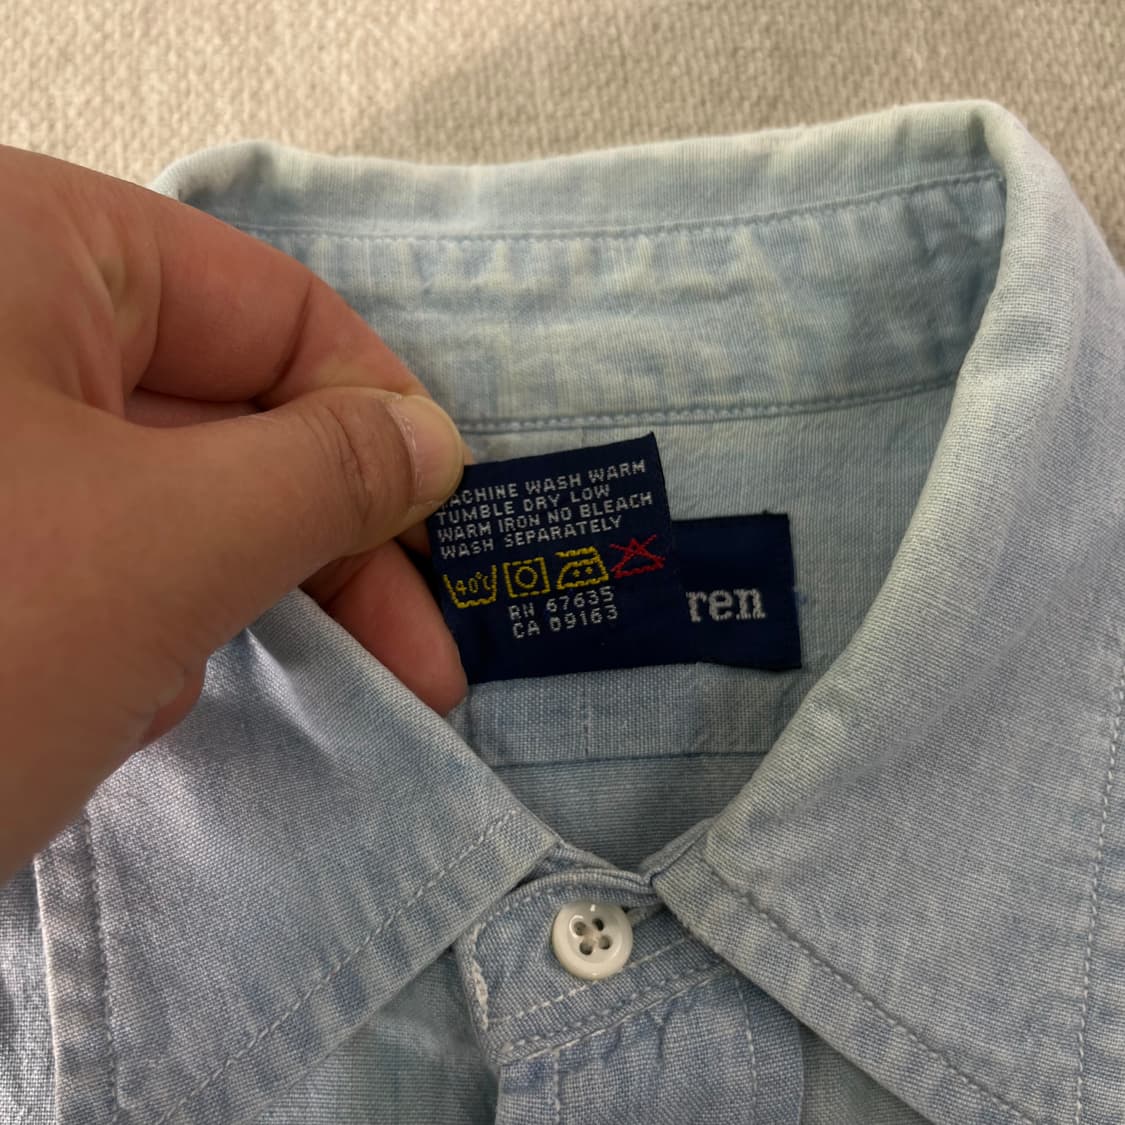 MACHINE WASH WARM
TUMBLE DRY LOW
WARM IRON NO BLEACH
WASH SEPARATELY
40°C
RN 67635
CA 09163
ren